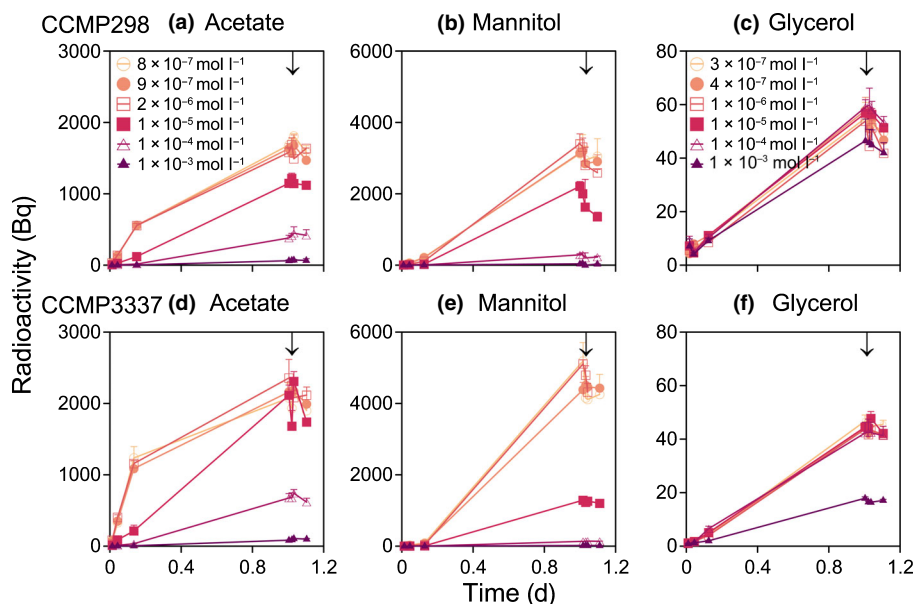 CCMP298 (a) Acetate (b) Mannitol (c) Glycerol
3000 6000 80
8 × 10⁻⁷ mol l⁻¹ 3 × 10⁻⁷ mol l⁻¹
9 × 10⁻⁷ mol l⁻¹ 4 × 10⁻⁷ mol l⁻¹
2 × 10⁻⁶ mol l⁻¹ 60 1 × 10⁻⁶ mol l⁻¹
2000 4000
1 × 10⁻⁵ mol l⁻¹ 1 × 10⁻⁵ mol l⁻¹
1 × 10⁻⁴ mol l⁻¹ 40 1 × 10⁻⁴ mol l⁻¹
1 × 10⁻³ mol l⁻¹ 1 × 10⁻³ mol l⁻¹
1000 2000
20
0 0 0
CCMP3337 (d) Acetate (e) Mannitol (f) Glycerol
3000 6000 80
60
2000 4000
40
1000 2000
20
0 0 0
0 0.4 0.8 1.2 0 0.4 0.8 1.2 0 0.4 0.8 1.2
Time (d)
Radioactivity (Bq)